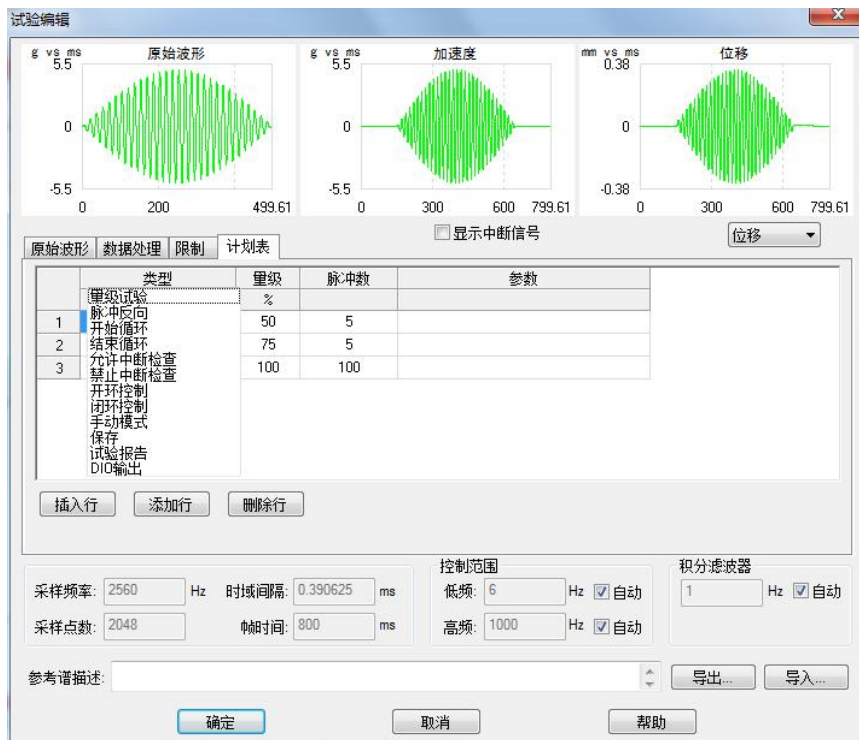 试验编辑
g vs ms 原始波形
5.5
0
-5.5
0 200 499.61
g vs ms 加速度
5.5
0
-5.5
0 300 600 799.61
mm vs ms 位移
0.38
0
-0.38
0 300 600 799.61
显示中断信号
位移
原始波形 数据处理 限制 计划表
类型 量级 脉冲数 参数
%
1 50 5
2 75 5
3 100 100
量级试验
脉冲反向
开始循环
结束循环
允许中断检查
禁止中断检查
开环控制
闭环控制
手动模式
保存
试验报告
DIO输出
插入行 添加行 删除行
控制范围 积分滤波器
采样频率: 2560 Hz 时域间隔: 0.390625 ms 低频: 6 Hz 自动 1 Hz 自动
采样点数: 2048 帧时间: 800 ms 高频: 1000 Hz 自动
参考谱描述: 导出... 导入...
确定 取消 帮助